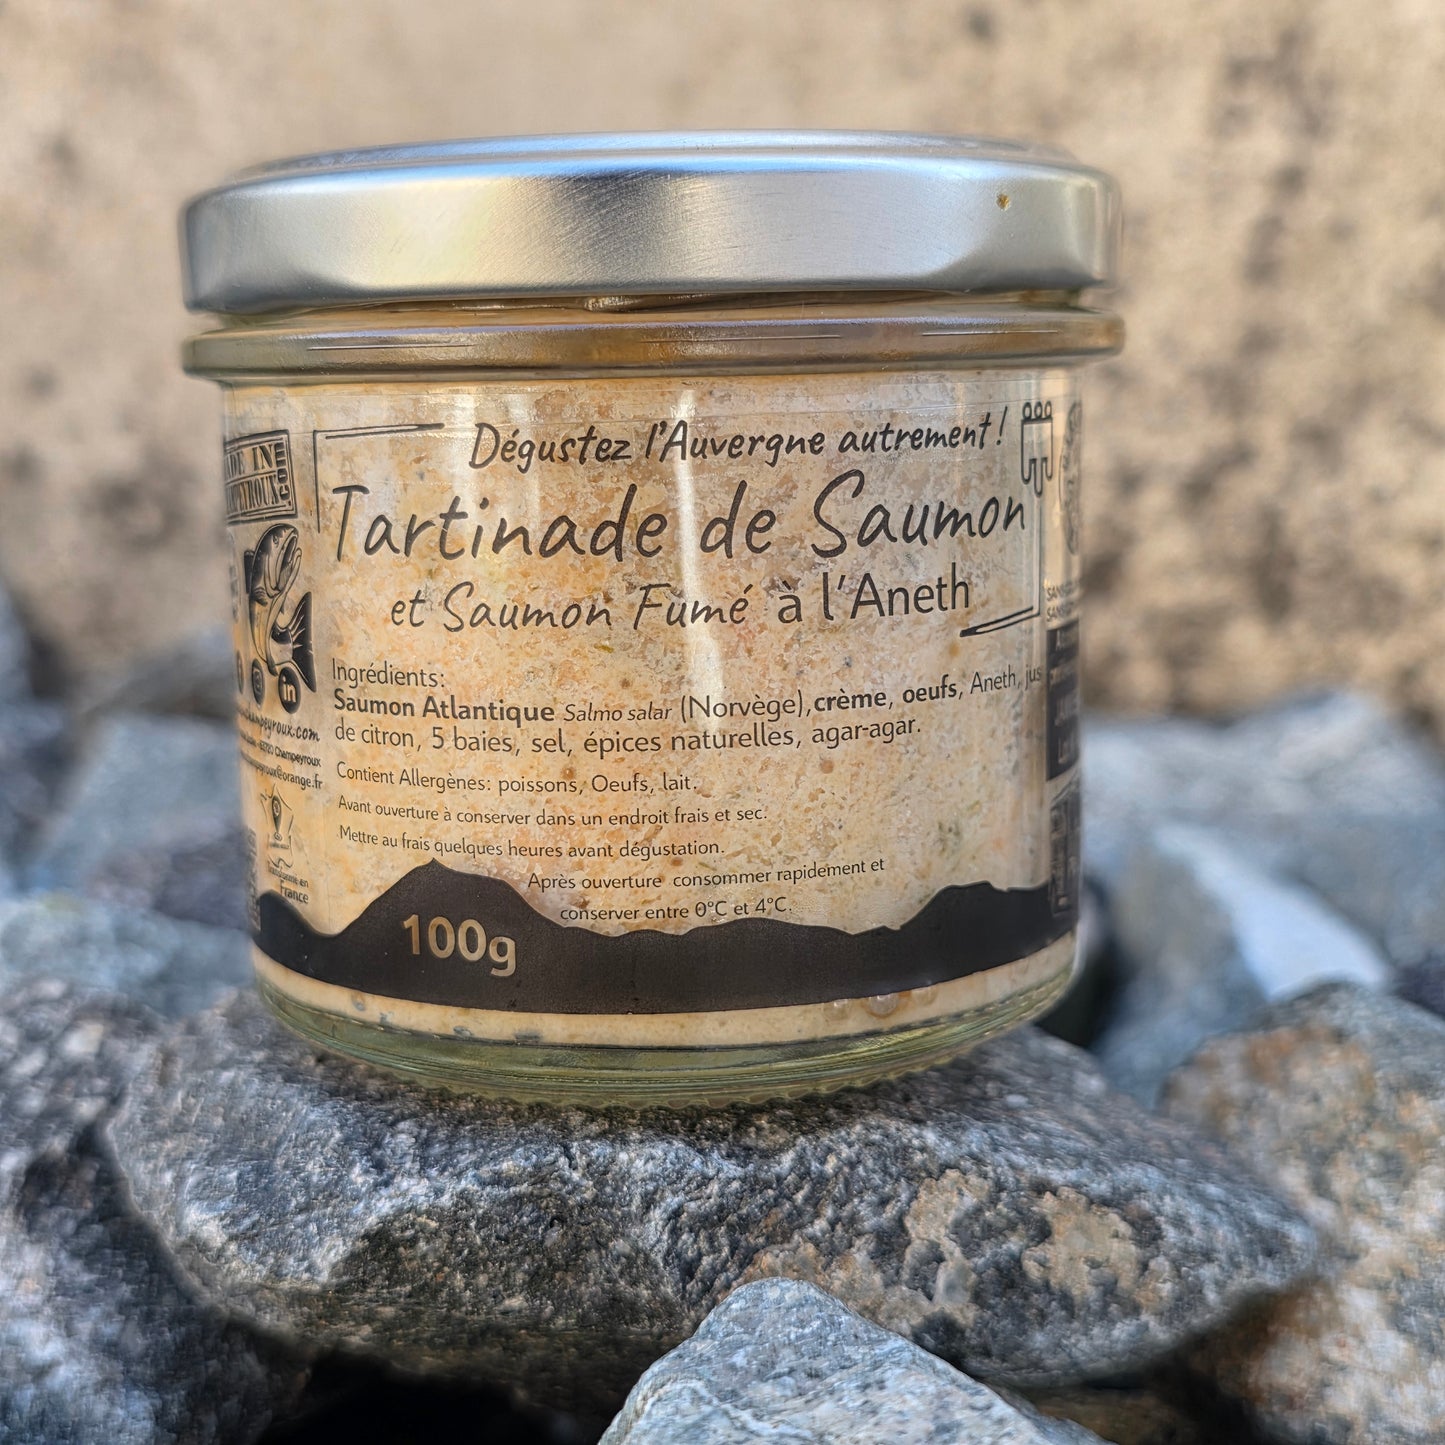 Dégustez l'Auvergne autrement!
Tartinade de Saumon
et Saumon Fumé à l'Aneth
Ingrédients:
Saumon Atlantique Salmo salar (Norvège),crème, oeufs, Aneth, jus
de citron, 5 baies, sel, épices naturelles, agar-agar.
Contient Allergènes: poissons, Oeufs, lait.
Avant ouverture à conserver dans un endroit frais et sec.
Mettre au frais quelques heures avant dégustation.
Après ouverture consommer rapidement et
conserver entre 0°C et 4°C.
100g
IN
in
Champeyroux
France